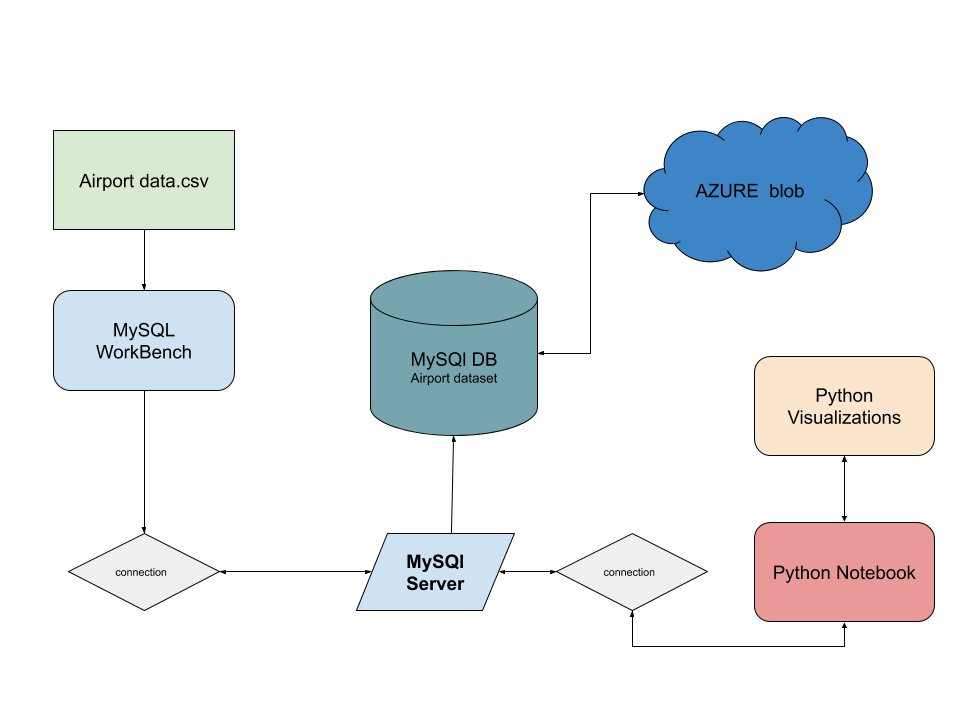 Airport data.csv
AZURE  blob
MySQL
WorkBench
MySQl DB
Airport dataset
Python
Visualizations
connection
MySQl
Server
connection
Python Notebook